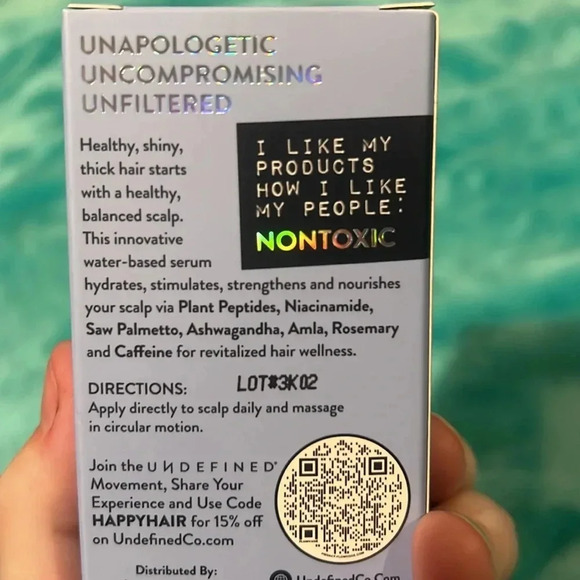 UNAPOLOGETIC
UNCOMPROMISING
UNFILTERED
I LIKE MY
PRODUCTS
HOW I LIKE
MY PEOPLE:
NONTOXIC
Healthy, shiny,
thick hair starts
with a healthy,
balanced scalp.
This innovative
water-based serum
hydrates, stimulates, strengthens and nourishes
your scalp via Plant Peptides, Niacinamide,
Saw Palmetto, Ashwagandha, Amla, Rosemary
and Caffeine for revitalized hair wellness.
LOT#3K02
DIRECTIONS:
Apply directly to scalp daily and massage
in circular motion.
Join the UNDEFINED®
Movement, Share Your
Experience and Use Code
HAPPYHAIR for 15% off
on UndefinedCo.com
Distributed By:
UndefinedCo.Com